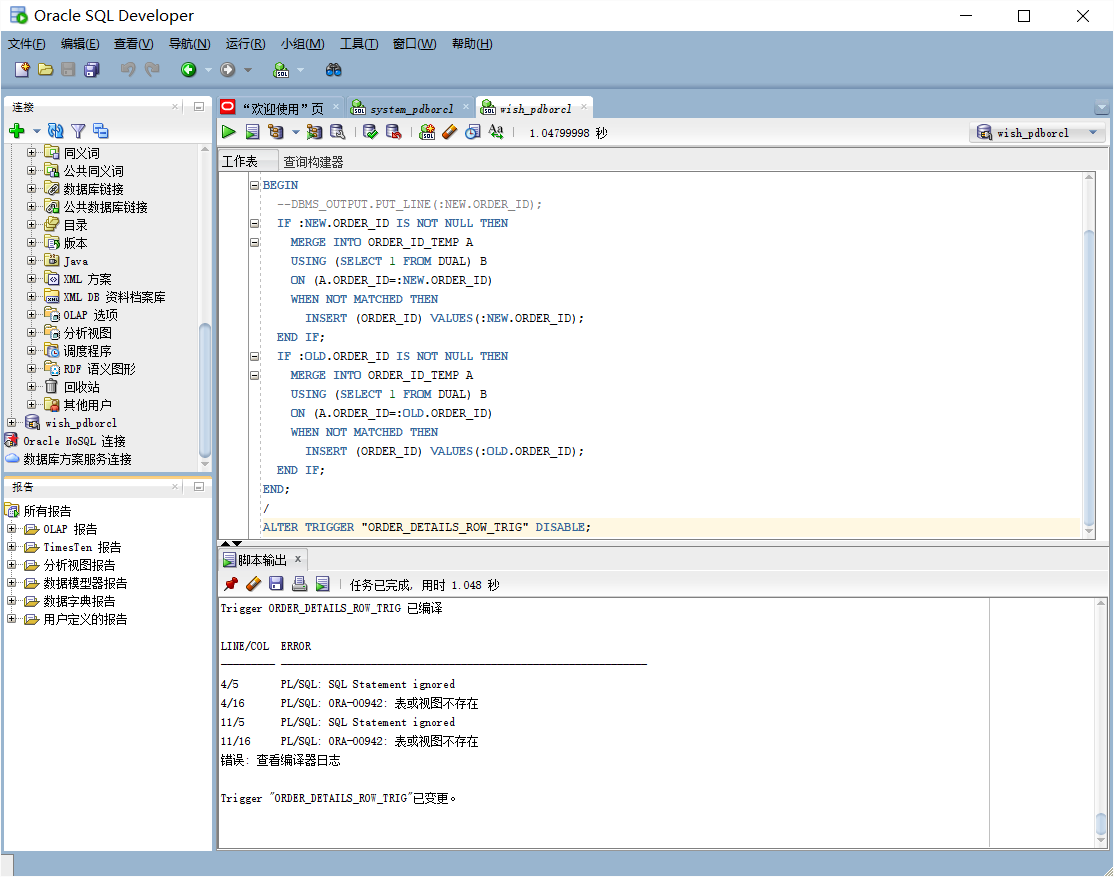 Oracle SQL Developer
文件(F) 编辑(E) 查看(V) 导航(N) 运行(R) 小组(M) 工具(T) 窗口(W) 帮助(H)
连接
同义词
公共同义词
数据库链接
公共数据库链接
目录
版本
Java
XML 方案
XML DB 资料档案库
OLAP 选项
分析视图
调度程序
RDF 语义图形
回收站
其他用户
wish_pdborcl
Oracle NoSQL 连接
数据库方案服务连接
报告
所有报告
OLAP 报告
TimesTen 报告
分析视图报告
数据模型器报告
数据字典报告
用户定义的报告
“欢迎使用”页 system_pdborcl wish_pdborcl
1.04799998 秒 wish_pdborcl
工作表 查询构建器
BEGIN
--DBMS_OUTPUT.PUT_LINE(:NEW.ORDER_ID);
IF :NEW.ORDER_ID IS NOT NULL THEN
MERGE INTO ORDER_ID_TEMP A
USING (SELECT 1 FROM DUAL) B
ON (A.ORDER_ID=:NEW.ORDER_ID)
WHEN NOT MATCHED THEN
INSERT (ORDER_ID) VALUES(:NEW.ORDER_ID);
END IF;
IF :OLD.ORDER_ID IS NOT NULL THEN
MERGE INTO ORDER_ID_TEMP A
USING (SELECT 1 FROM DUAL) B
ON (A.ORDER_ID=:OLD.ORDER_ID)
WHEN NOT MATCHED THEN
INSERT (ORDER_ID) VALUES(:OLD.ORDER_ID);
END IF;
END;
/
ALTER TRIGGER "ORDER_DETAILS_ROW_TRIG" DISABLE;
脚本输出
任务已完成, 用时 1.048 秒
Trigger ORDER_DETAILS_ROW_TRIG 已编译
LINE/COL ERROR
-------- -------------------------------------------------------------
4/5 PL/SQL: SQL Statement ignored
4/16 PL/SQL: ORA-00942: 表或视图不存在
11/5 PL/SQL: SQL Statement ignored
11/16 PL/SQL: ORA-00942: 表或视图不存在
错误: 查看编译器日志
Trigger "ORDER_DETAILS_ROW_TRIG"已变更。